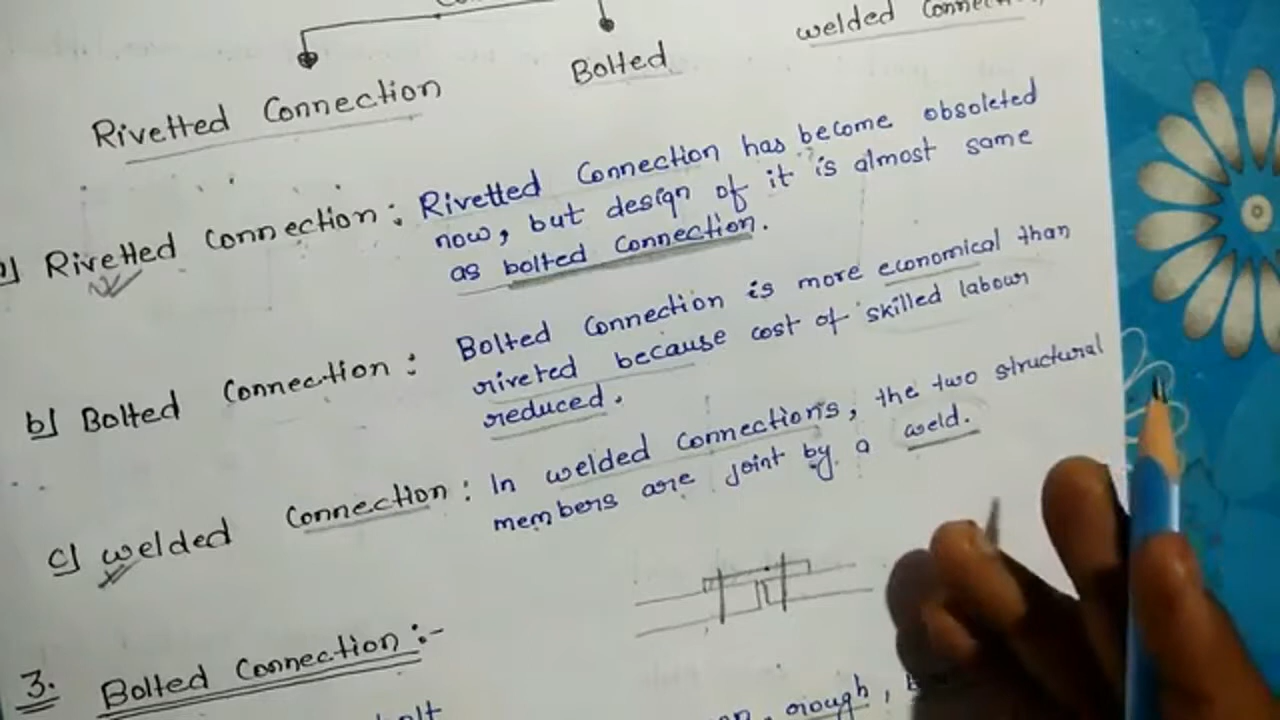 welded
Bolted
Rivetted Connection
Rivetted Connection : Rivetted Connection has become obsoleted
now, but design of it is almost same
as bolted Connection.
b] Bolted Connection : Bolted Connection is more economical than
riveted because cost of skilled labour
reduced.
c] welded Connection : In welded Connections, the two structural
members are joint by a weld.
3. Bolted Connection :-
rough,